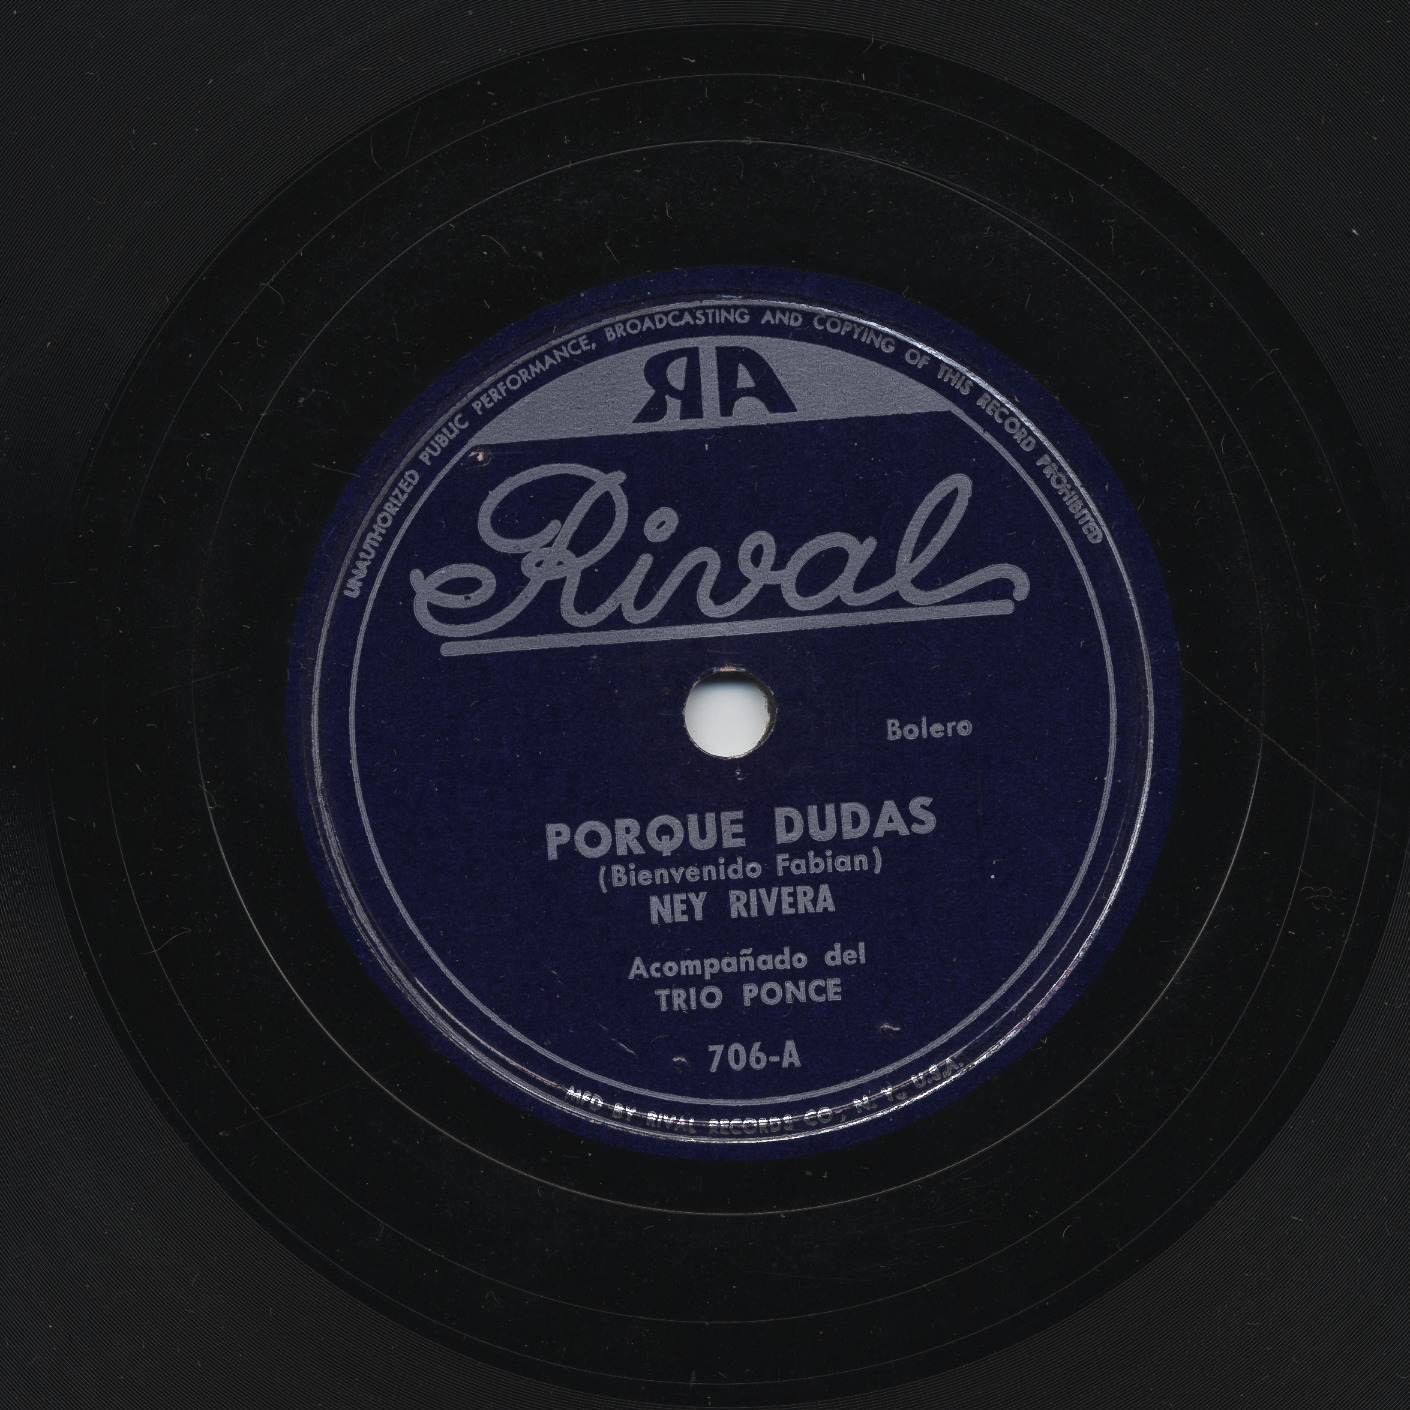 UNAUTHORIZED PUBLIC PERFORMANCE, BROADCASTING AND COPYING OF THIS RECORD PROHIBITED
RA
Rival
Bolero
PORQUE DUDAS
(Bienvenido Fabian)
NEY RIVERA
Acompañado del
TRIO PONCE
706-A
MFD BY RIVAL RECORDS CO., N. Y., U.S.A.